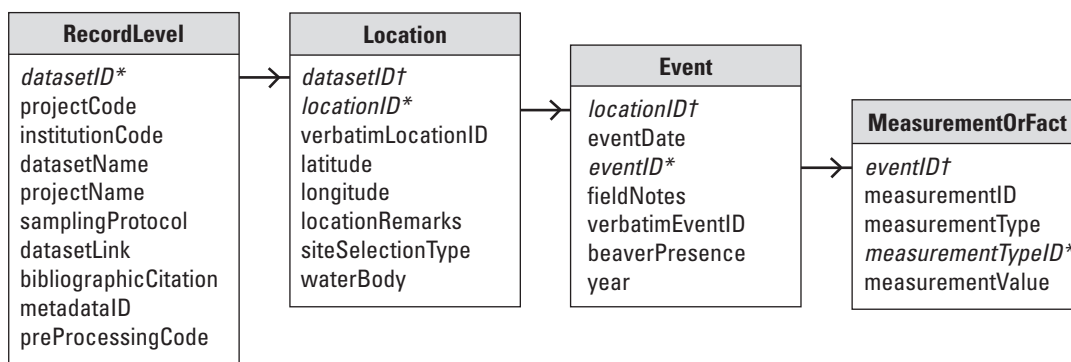 RecordLevel
datasetID*
projectCode
institutionCode
datasetName
projectName
samplingProtocol
datasetLink
bibliographicCitation
metadataID
preProcessingCode
Location
datasetID†
locationID*
verbatimLocationID
latitude
longitude
locationRemarks
siteSelectionType
waterBody
Event
locationID†
eventDate
eventID*
fieldNotes
verbatimEventID
beaverPresence
year
MeasurementOrFact
eventID†
measurementID
measurementType
measurementTypeID*
measurementValue